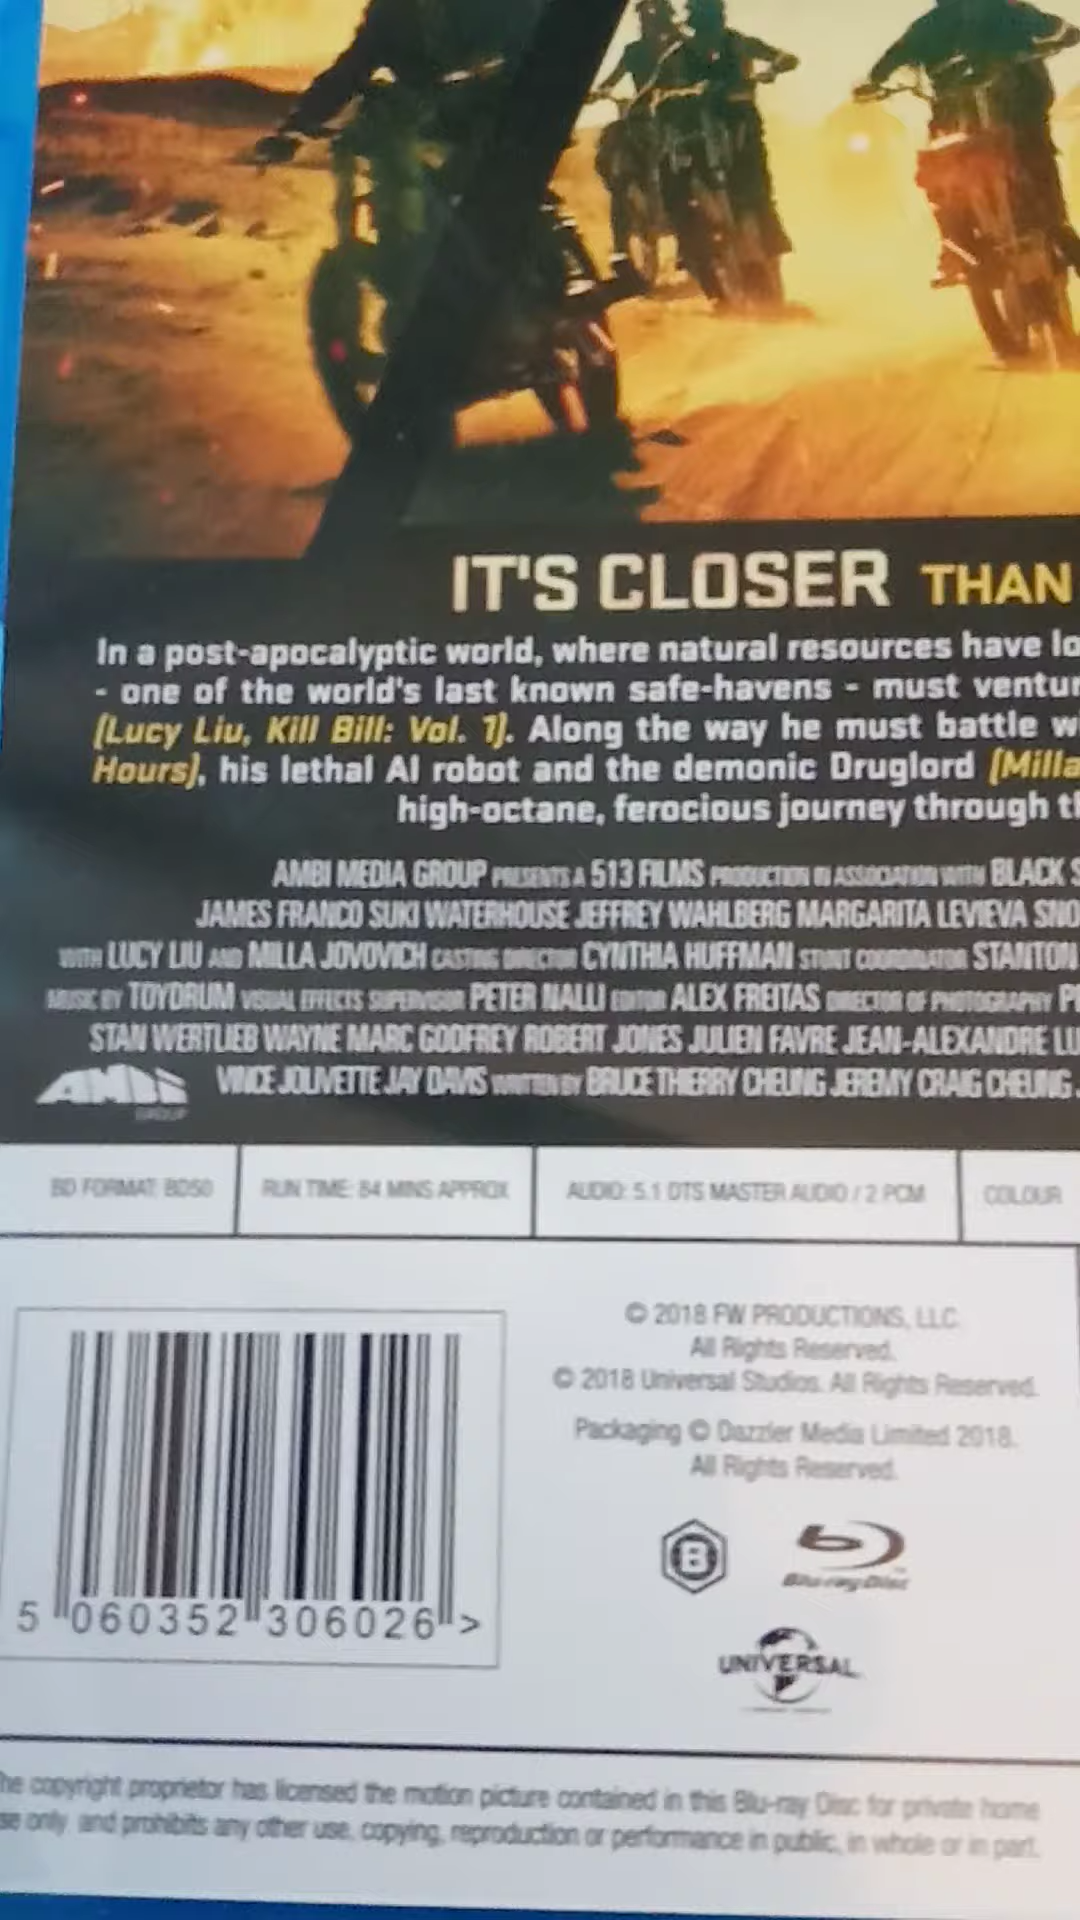 IT'S CLOSER THAN
In a post-apocalyptic world, where natural resources have lo
- one of the world's last known safe-havens - must ventur
(Lucy Liu, Kill Bill: Vol. 1). Along the way he must battle w
Hours), his lethal AI robot and the demonic Druglord (Milla
high-octane, ferocious journey through th
AMBI MEDIA GROUP PRESENTS A 513 FILMS PRODUCTION IN ASSOCIATION WITH BLACK S
JAMES FRANCO SUKI WATERHOUSE JEFFREY WAHLBERG MARGARITA LEVIEVA SNO
WITH LUCY LIU AND MILLA JOVOVICH CASTING DIRECTOR CYNTHIA HUFFMAN STUNT COORDINATOR STANTON
MUSIC BY TOYDRUM VISUAL EFFECTS SUPERVISOR PETER NALLI EDITOR ALEX FREITAS DIRECTOR OF PHOTOGRAPHY P
STAN WERTLIEB WAYNE MARC GODFREY ROBERT JONES JULIEN FAVRE JEAN-ALEXANDRE LU
AMBI GROUP VINCE JOLIVETTE JAY DAVIS WRITTEN BY BRUCE THIERRY CHEUNG JEREMY CRAIG CHEUNG
BD FORMAT: BD50 RUN TIME: 84 MINS APPROX AUDIO: 5.1 DTS MASTER AUDIO / 2 PCM COLOUR
© 2018 FW PRODUCTIONS, LLC.
All Rights Reserved.
© 2018 Universal Studios. All Rights Reserved.
Packaging © Dazzler Media Limited 2018.
All Rights Reserved.
B Blu-ray Disc
5 060352 306026 >
UNIVERSAL
he copyright proprietor has licensed the motion picture contained in this Blu-ray Disc for private home
se only and prohibits any other use, copying, reproduction or performance in public, in whole or in part.